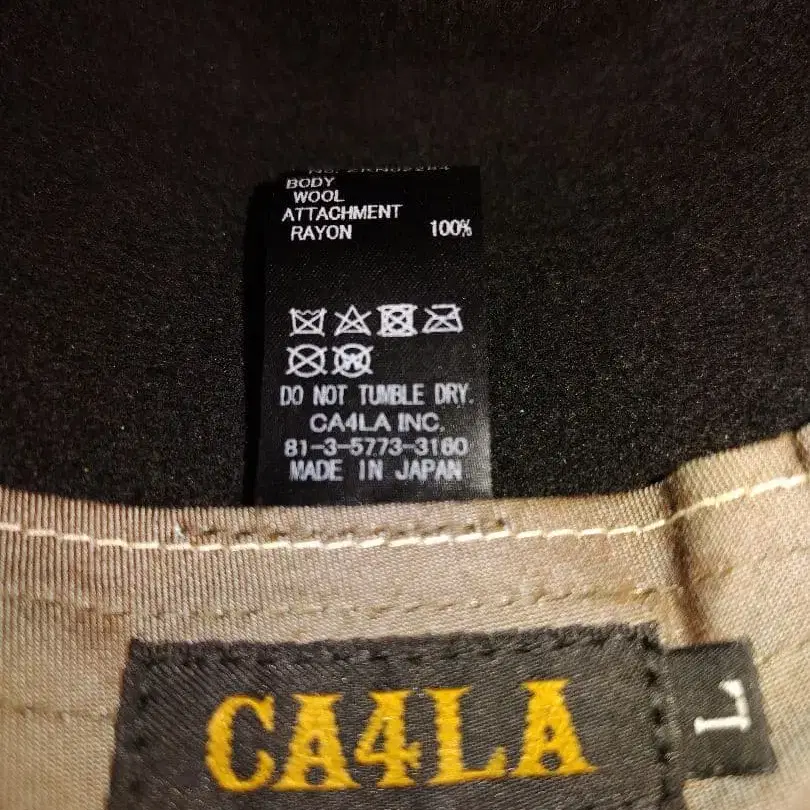 BODY
WOOL
ATTACHMENT
RAYON 100%
DO NOT TUMBLE DRY.
CA4LA INC.
81-3-5773-3160
MADE IN JAPAN
CA4LA
L